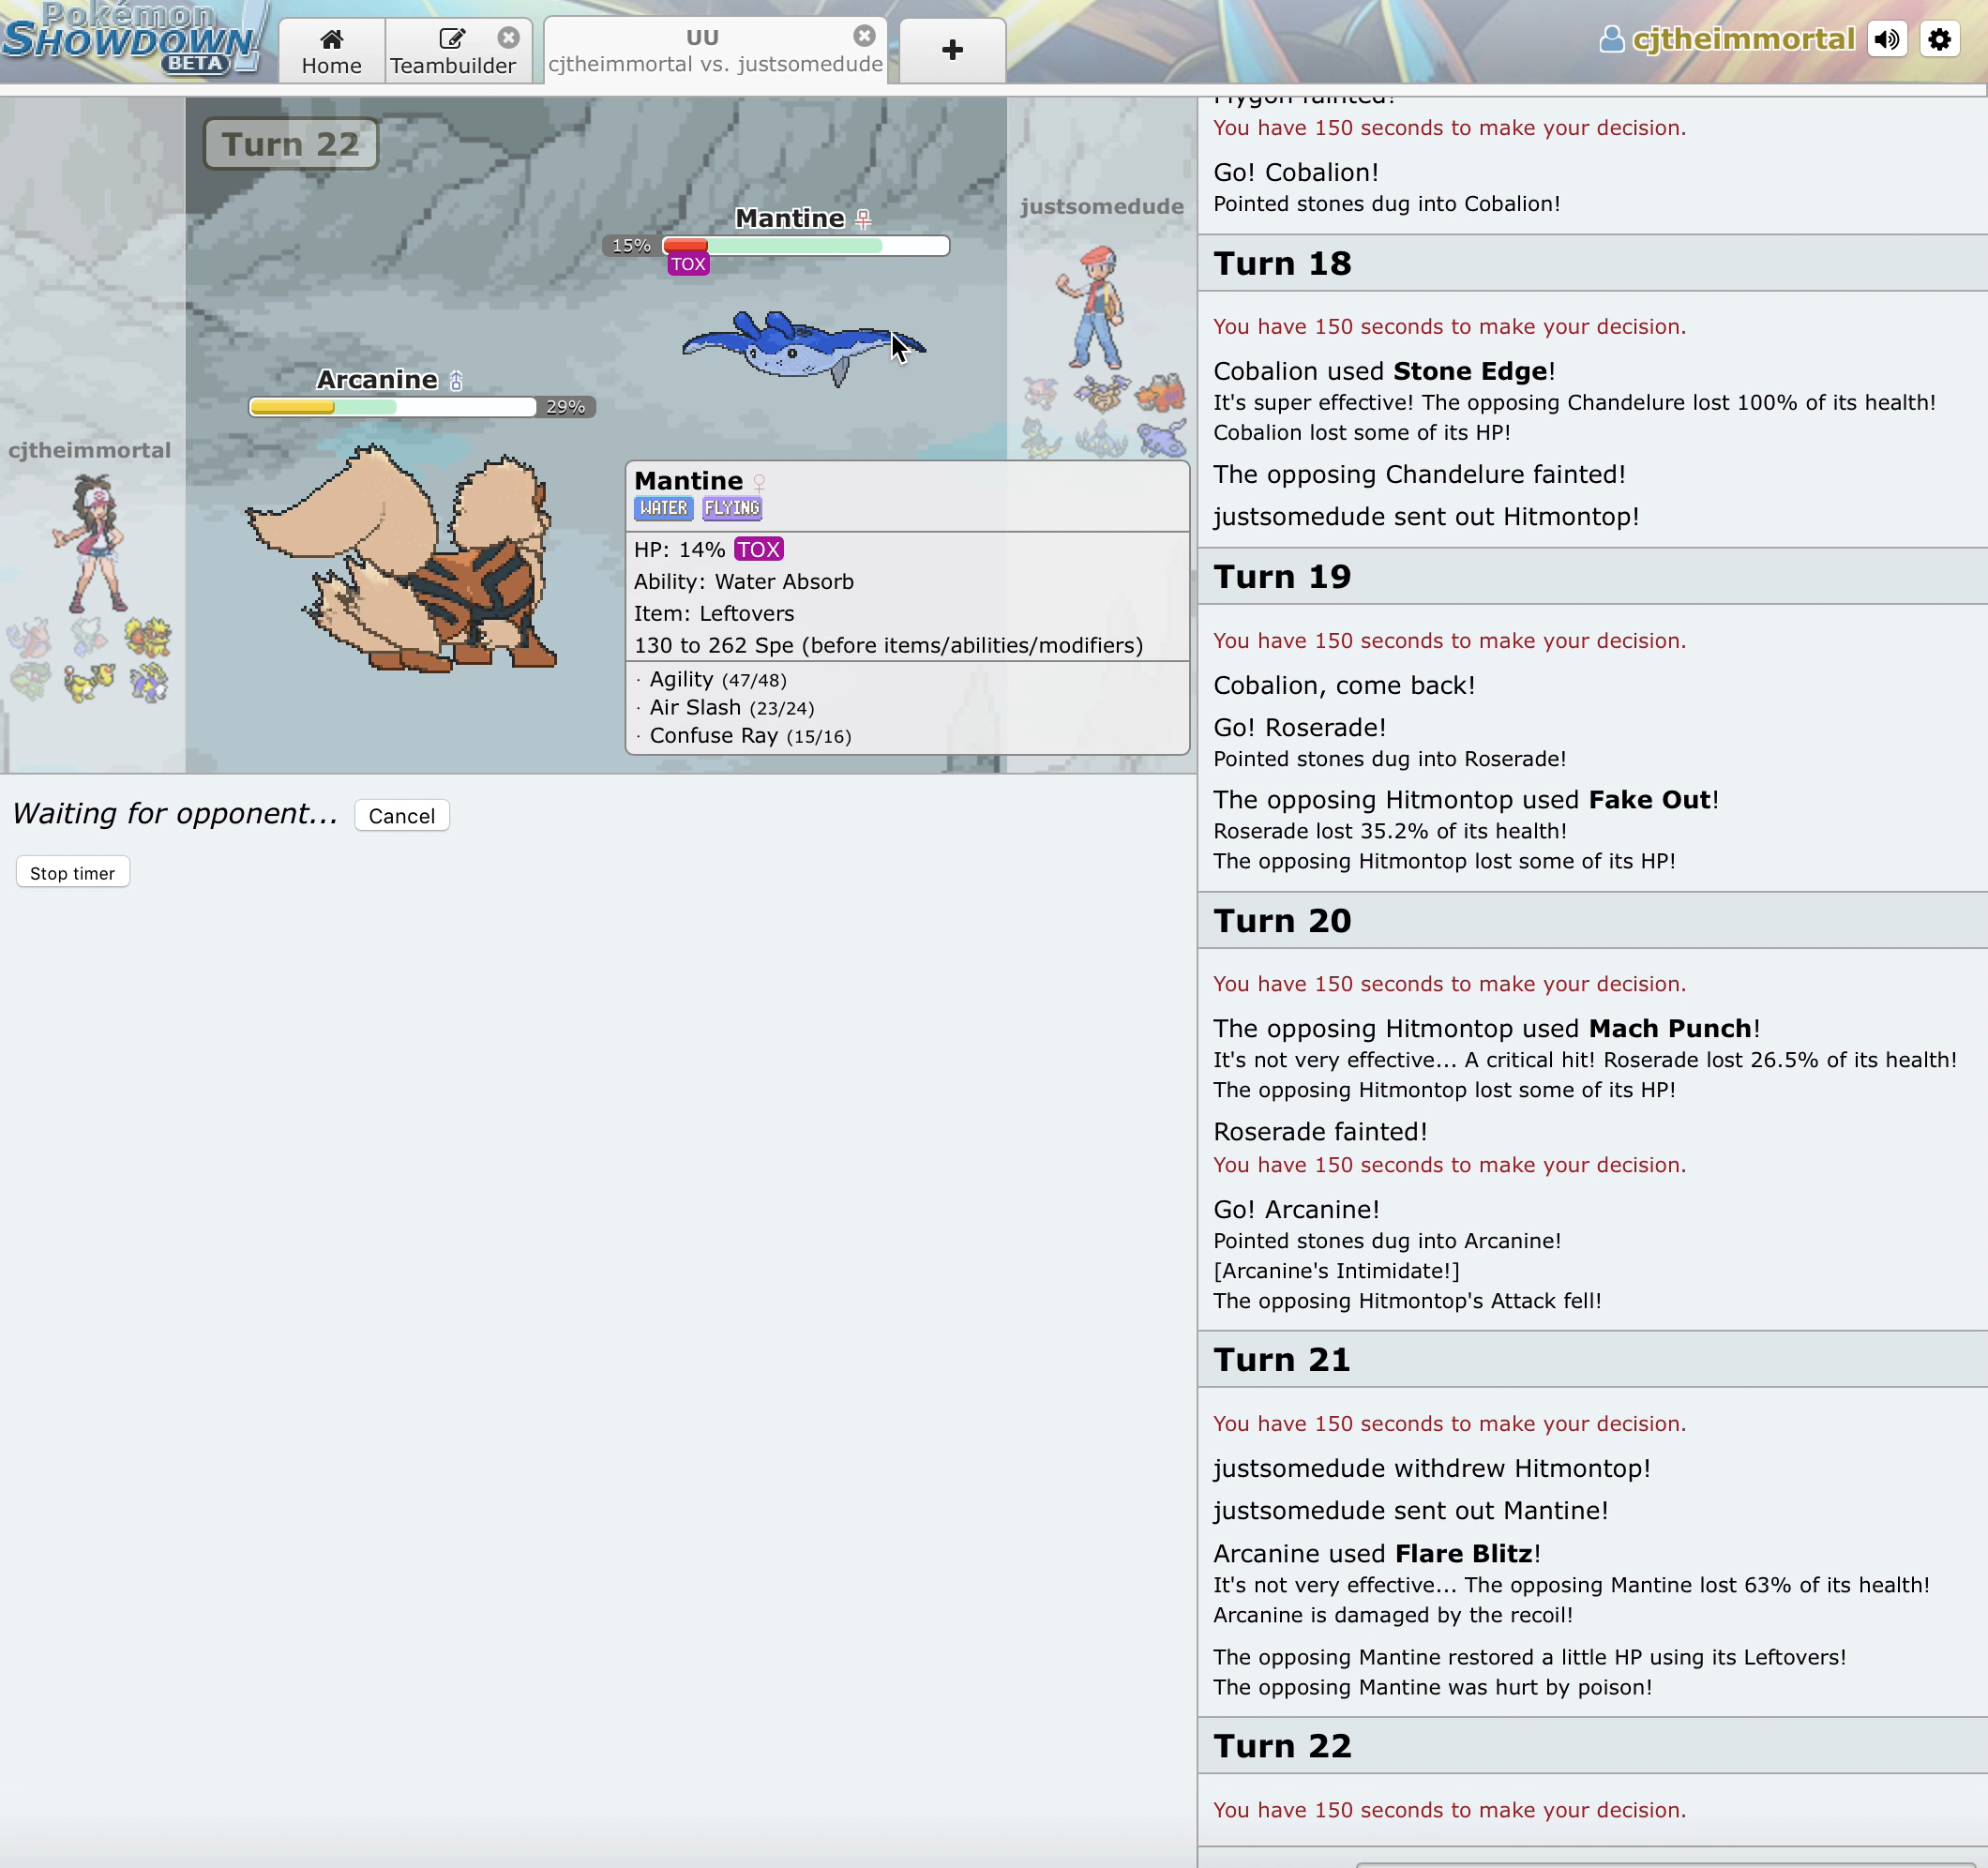 Pokémon
SHOWDOWN!
BETA
Home
Teambuilder
UU
cjtheimmortal vs. justsomedude
cjtheimmortal
Turn 22
Mantine
15%
TOX
justsomedude
Arcanine
29%
cjtheimmortal
Mantine ♀
WATER FLYING
HP: 14% TOX
Ability: Water Absorb
Item: Leftovers
130 to 262 Spe (before items/abilities/modifiers)
· Agility (47/48)
· Air Slash (23/24)
· Confuse Ray (15/16)
Waiting for opponent... Cancel
Stop timer
Flygon fainted!
You have 150 seconds to make your decision.
Go! Cobalion!
Pointed stones dug into Cobalion!
Turn 18
You have 150 seconds to make your decision.
Cobalion used Stone Edge!
It's super effective! The opposing Chandelure lost 100% of its health!
Cobalion lost some of its HP!
The opposing Chandelure fainted!
justsomedude sent out Hitmontop!
Turn 19
You have 150 seconds to make your decision.
Cobalion, come back!
Go! Roserade!
Pointed stones dug into Roserade!
The opposing Hitmontop used Fake Out!
Roserade lost 35.2% of its health!
The opposing Hitmontop lost some of its HP!
Turn 20
You have 150 seconds to make your decision.
The opposing Hitmontop used Mach Punch!
It's not very effective... A critical hit! Roserade lost 26.5% of its health!
The opposing Hitmontop lost some of its HP!
Roserade fainted!
You have 150 seconds to make your decision.
Go! Arcanine!
Pointed stones dug into Arcanine!
[Arcanine's Intimidate!]
The opposing Hitmontop's Attack fell!
Turn 21
You have 150 seconds to make your decision.
justsomedude withdrew Hitmontop!
justsomedude sent out Mantine!
Arcanine used Flare Blitz!
It's not very effective... The opposing Mantine lost 63% of its health!
Arcanine is damaged by the recoil!
The opposing Mantine restored a little HP using its Leftovers!
The opposing Mantine was hurt by poison!
Turn 22
You have 150 seconds to make your decision.